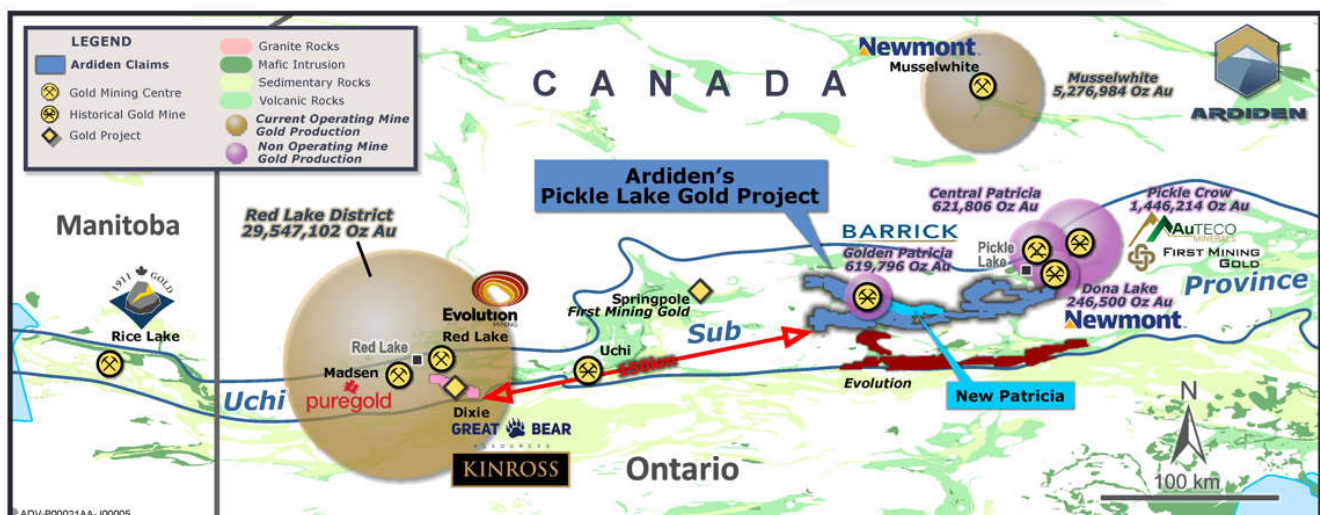 LEGEND
Ardiden Claims
Gold Mining Centre
Historical Gold Mine
Gold Project
Granite Rocks
Mafic Intrusion
Sedimentary Rocks
Volcanic Rocks
Current Operating Mine
Gold Production
Non Operating Mine
Gold Production
CANADA
Newmont
Musselwhite
Musselwhite
5,276,984 Oz Au
ARDIDEN
Ardiden's
Pickle Lake Gold Project
Manitoba
Red Lake District
29,547,102 Oz Au
Central Patricia
621,806 Oz Au
Pickle Crow
1,446,214 Oz Au
BARRICK
Golden Patricia
619,796 Oz Au
Pickle
Lake
AuTECO
MINERALS
FIRST MINING
GOLD
1911 GOLD
Rice Lake
Evolution
MINING
Springpole
First Mining Gold
Dona Lake
246,500 Oz Au
Newmont
Uchi
Sub
Province
Red Lake
Red Lake
Madsen
puregold
Uchi
150km
Evolution
New Patricia
Dixie
GREAT BEAR
RESOURCES
KINROSS
Ontario
N
100 km
ADV-P00021AA-J00005